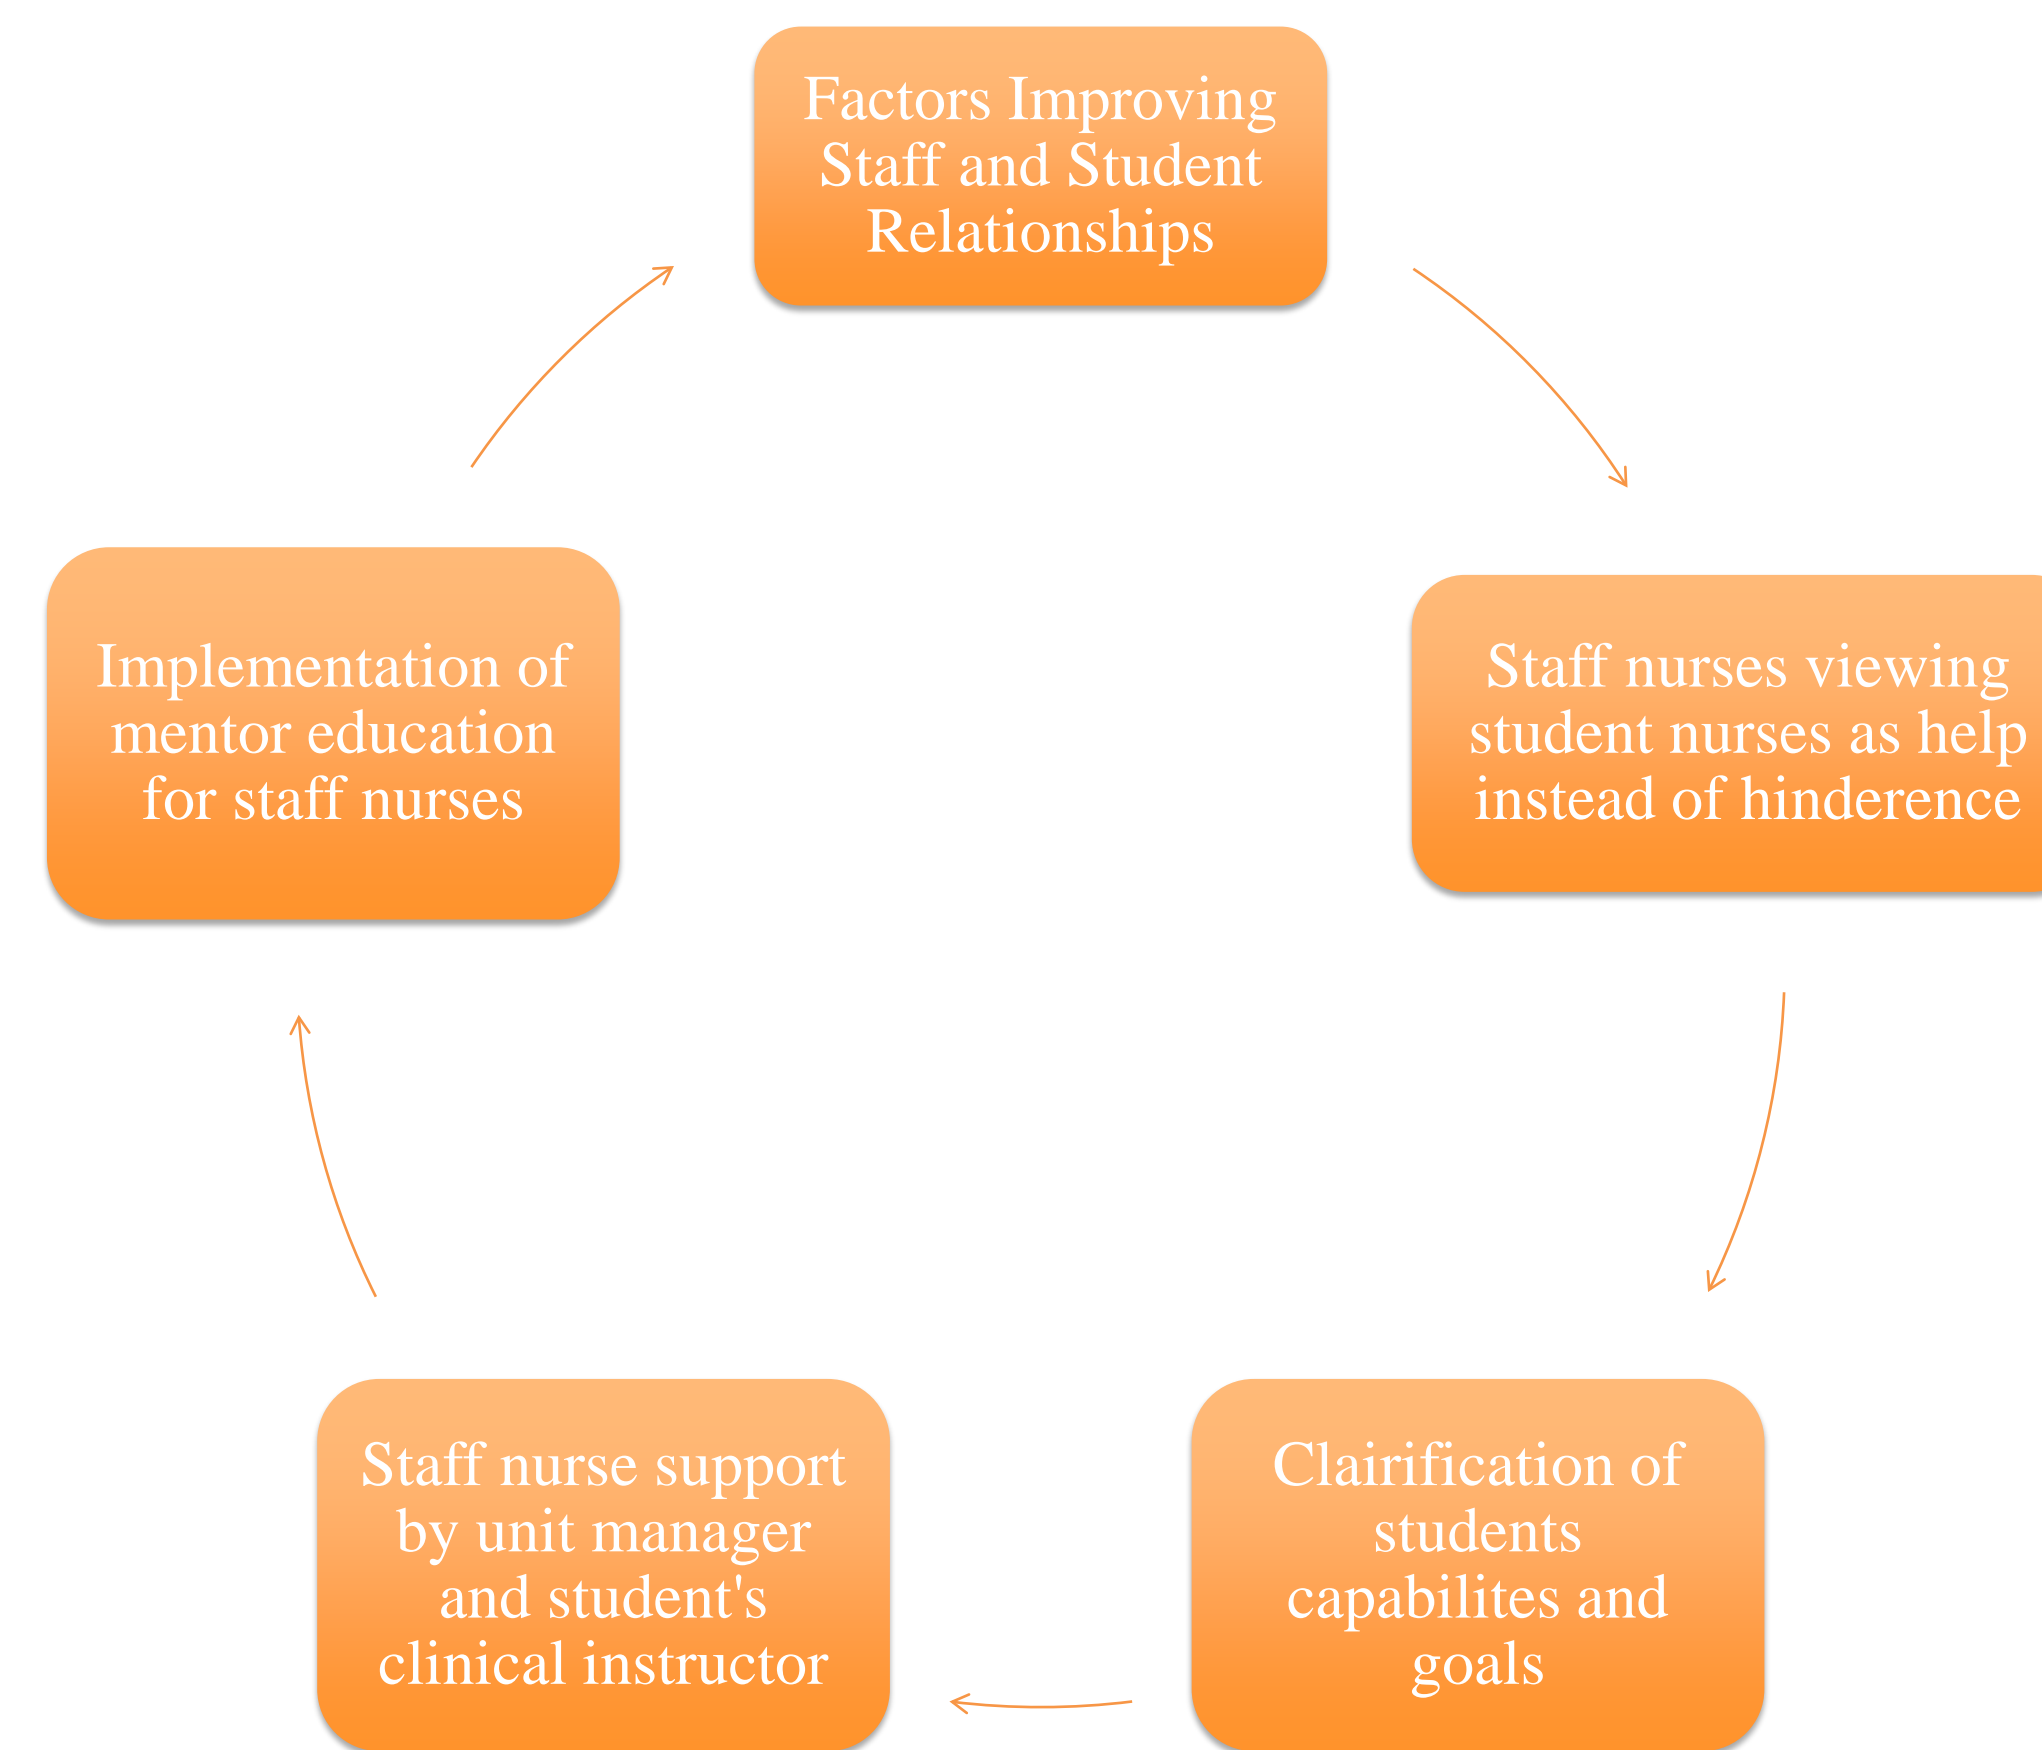 Factors Improving
Staff and Student
Relationships
Staff nurses viewing
student nurses as help
instead of hinderence
Clairification of
students
capabilites and
goals
Staff nurse support
by unit manager
and student's
clinical instructor
Implementation of
mentor education
for staff nurses